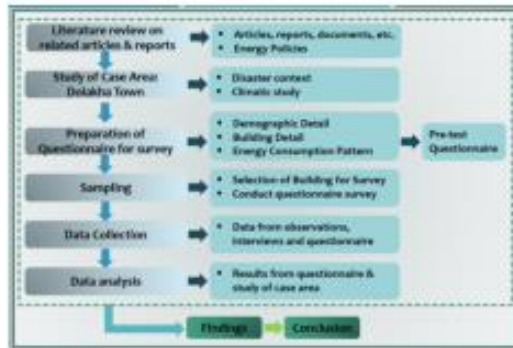 Literature review on
related articles & reports
• Articles, reports, documents, etc.
• Energy Policies
Study of Case Area:
Dolakha Town
• Disaster context
• Climatic study
Preparation of
Questionnaire for survey
• Demographic Detail
• Building Detail
• Energy Consumption Pattern
Pre-test
Questionnaire
Sampling
• Selection of Building for Survey
• Conduct questionnaire survey
Data Collection
• Data from observations,
interviews and questionnaire
Data analysis
• Results from questionnaire &
study of case area
Findings
Conclusion